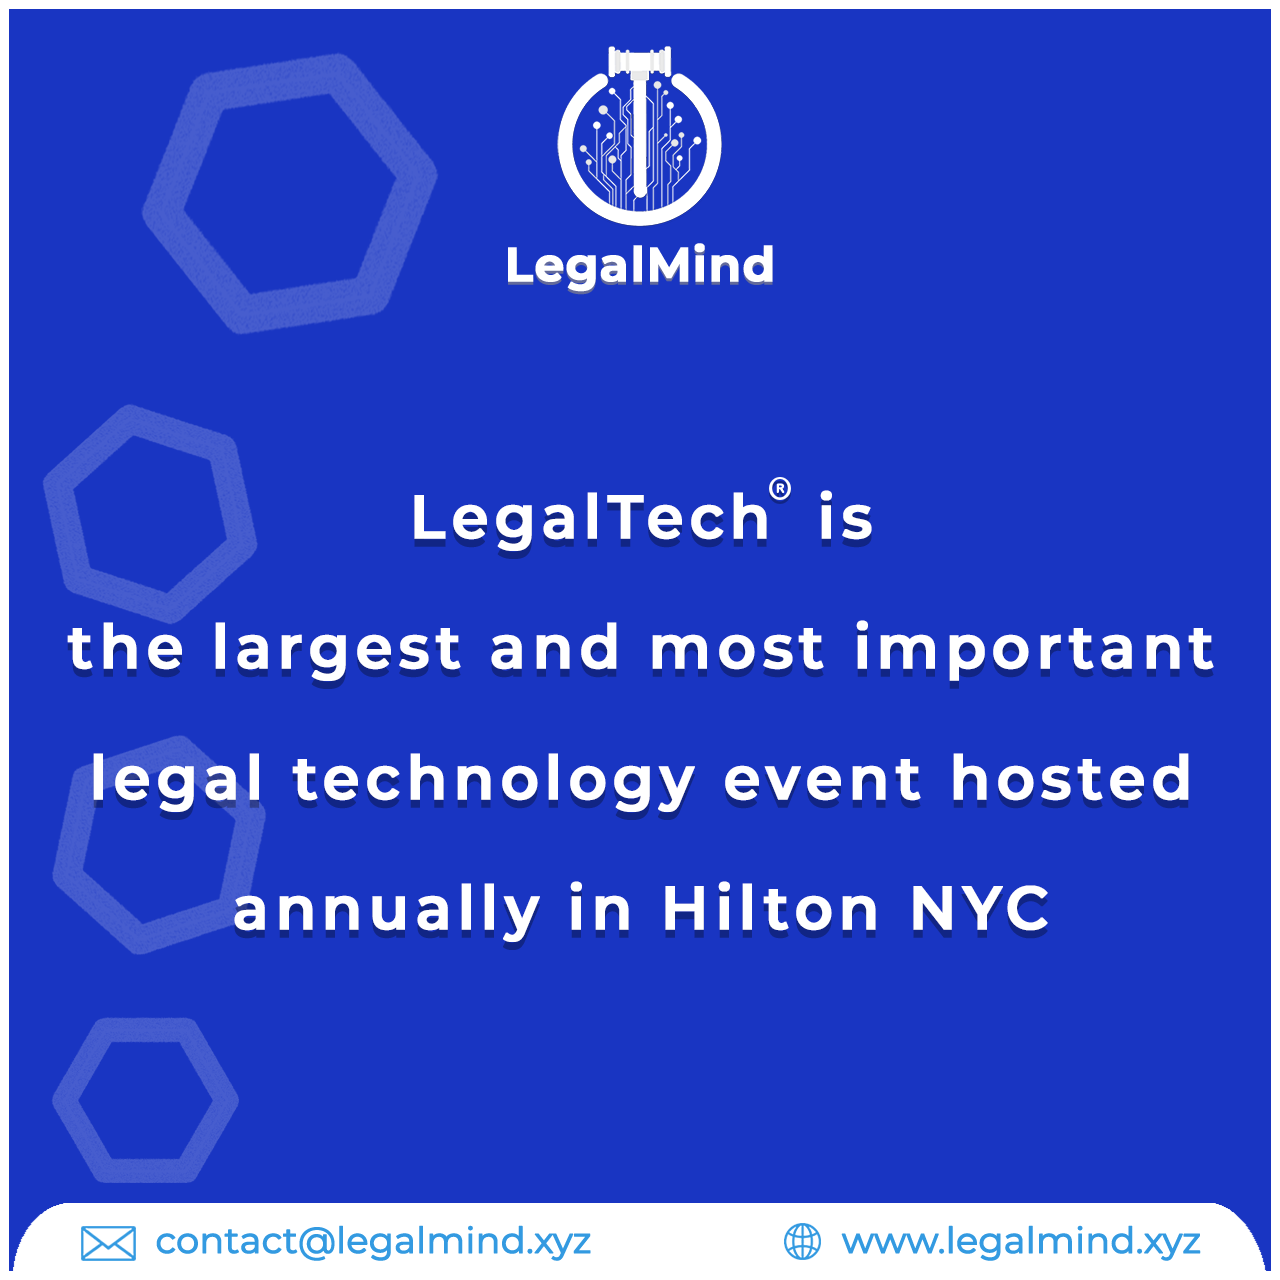 LegalMind
LegalTech® is
the largest and most important
legal technology event hosted
annually in Hilton NYC
contact@legalmind.xyz
www.legalmind.xyz